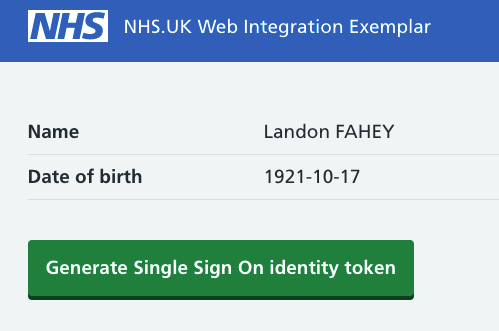 NHS NHS.UK Web Integration Exemplar
Name Landon FAHEY
Date of birth 1921-10-17
Generate Single Sign On identity token